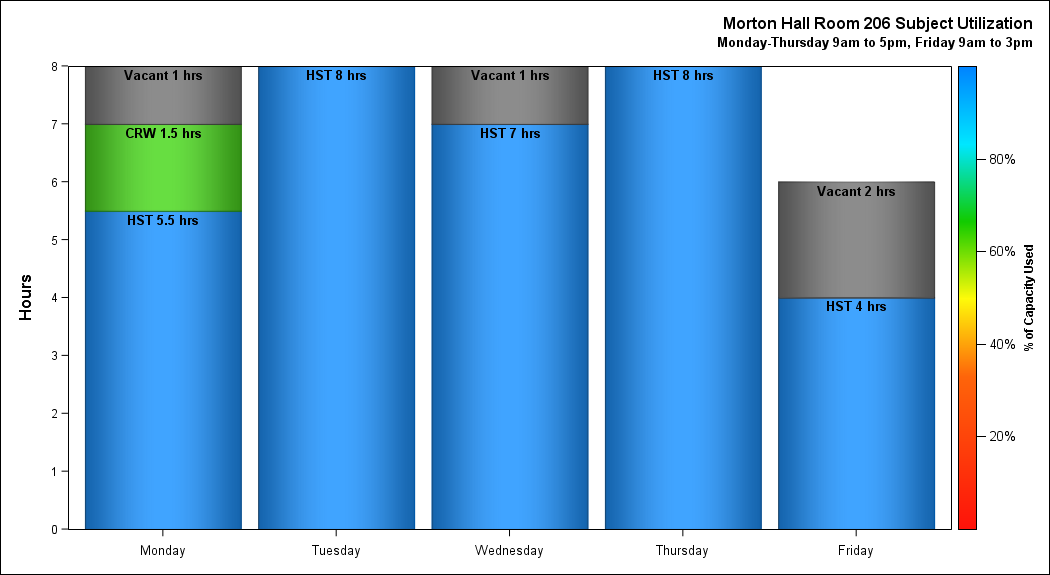 Morton Hall Room 206 Subject Utilization
Monday-Thursday 9am to 5pm, Friday 9am to 3pm
Hours
8
7
6
5
4
3
2
1
0
Vacant 1 hrs
CRW 1.5 hrs
HST 5.5 hrs
HST 8 hrs
Vacant 1 hrs
HST 7 hrs
HST 8 hrs
Vacant 2 hrs
HST 4 hrs
Monday
Tuesday
Wednesday
Thursday
Friday
80%
60%
40%
20%
% of Capacity Used